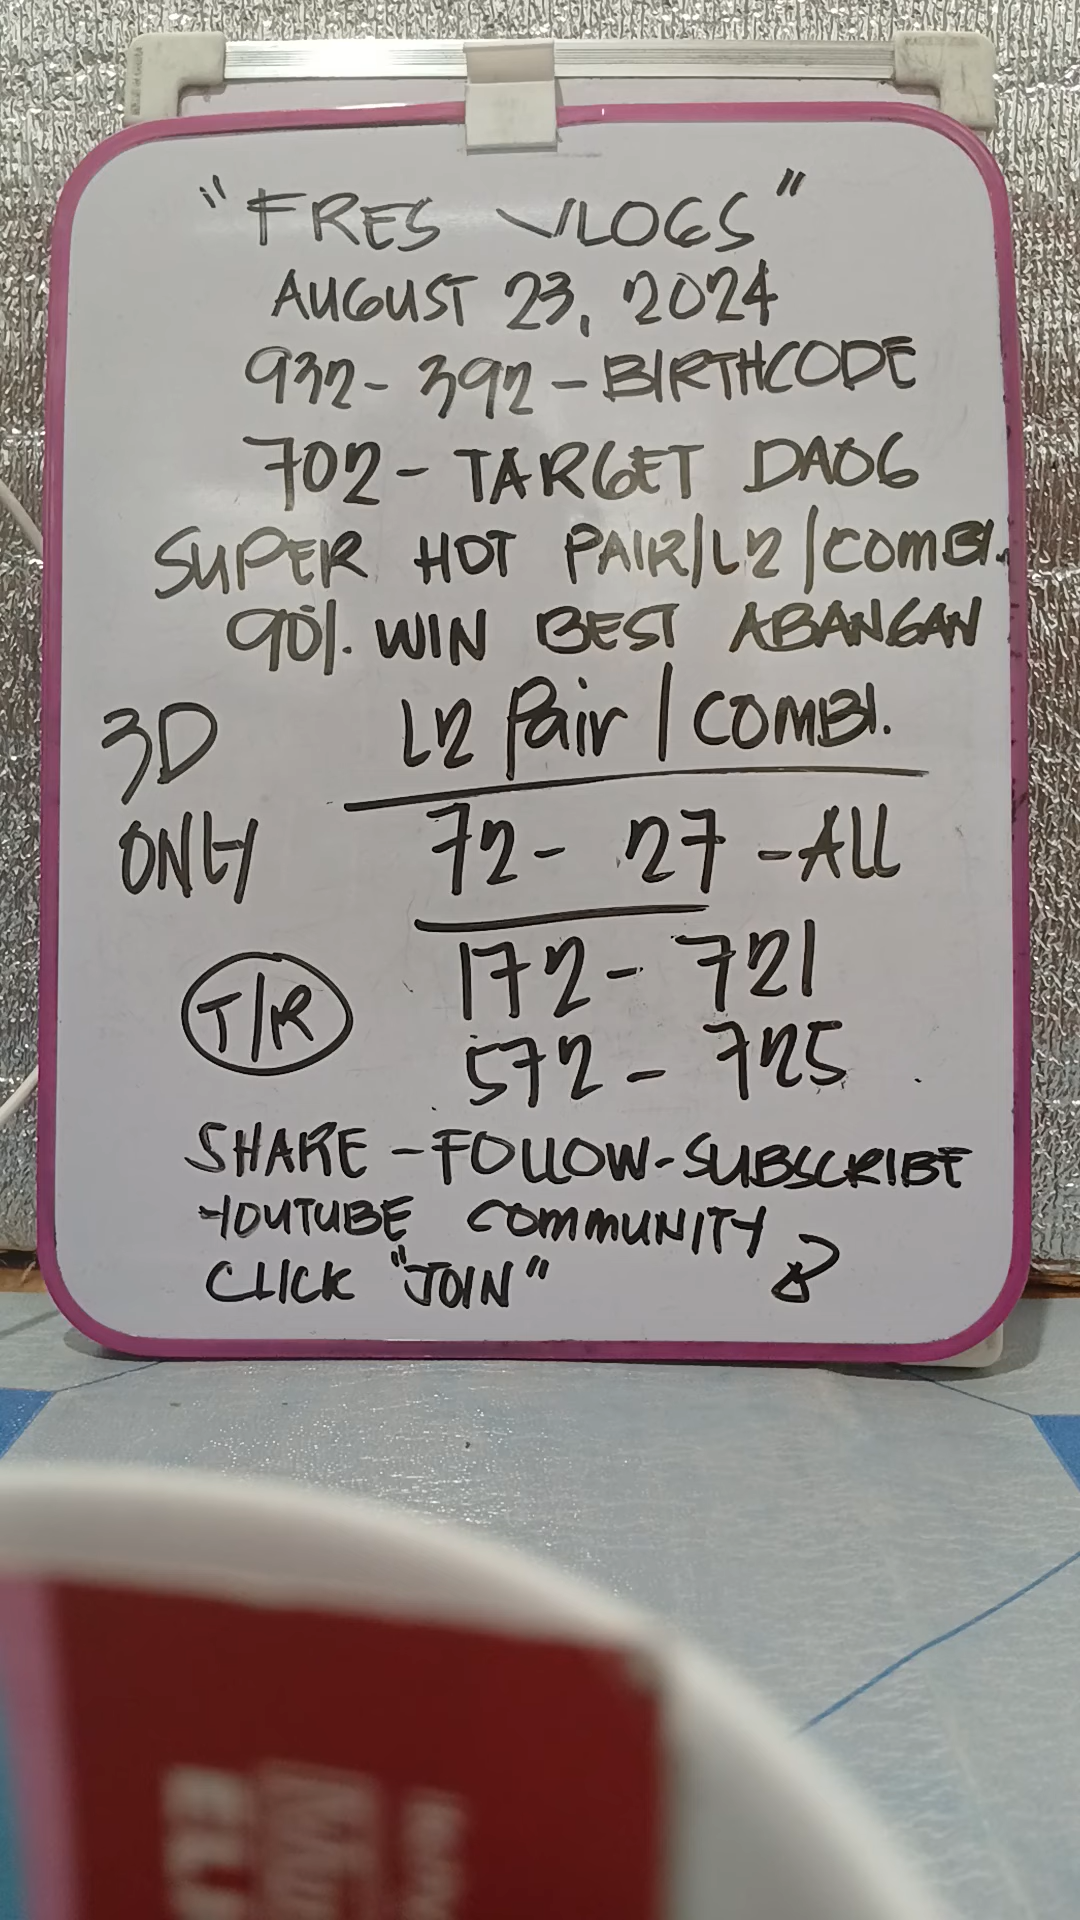 "FRES VLOGS"
AUGUST 23, 2024
932- 392 - BIRTHCODE
702 - TARGET DAOG
SUPER HOT PAIR/L2/COMBI.
90%. WIN BEST ABANGAN
3D ONLY
L2 Pair / COMBI.
72- 27 - ALL
T/R
172 - 721
572 - 725
SHARE - FOLLOW - SUBSCRIBE
YOUTUBE COMMUNITY
CLICK "JOIN"